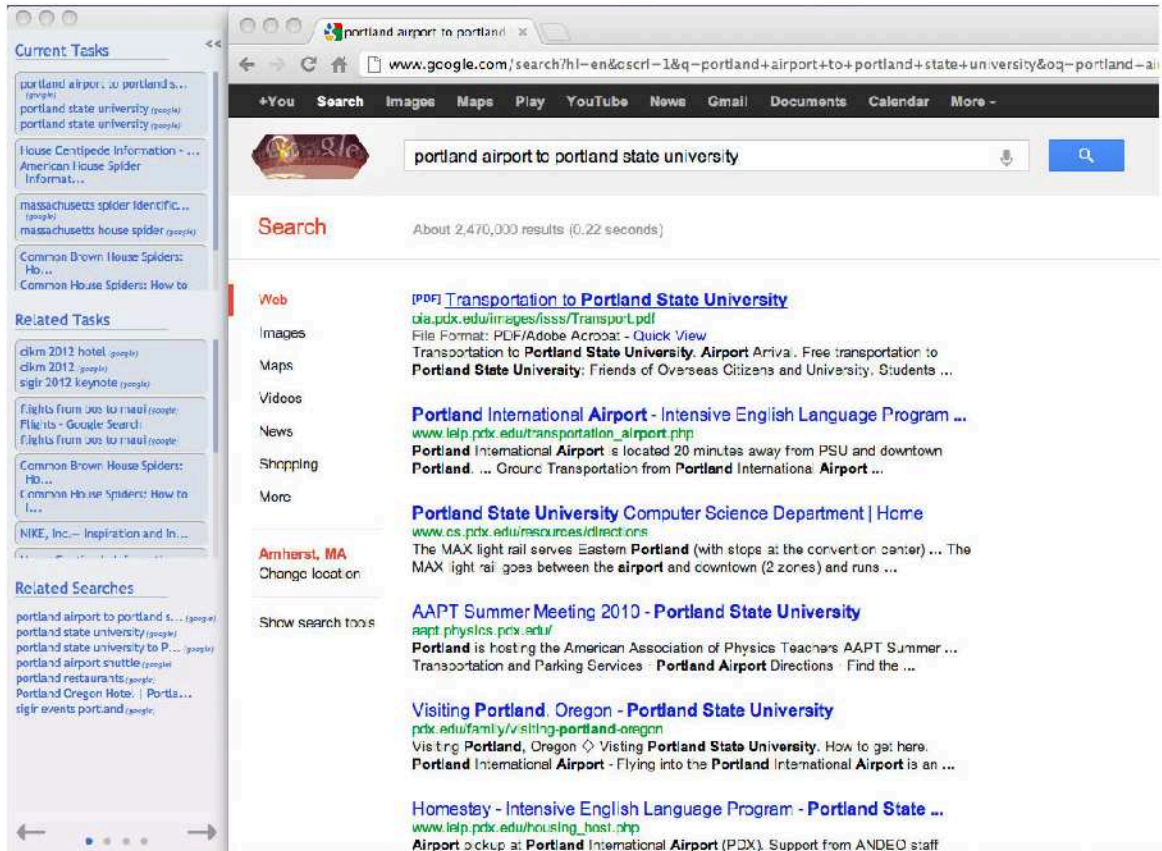 Current Tasks
<<
portland airport to portland s...
(google)
portland state university (google)
portland state university (google)
House Centipede Information - ...
American House Spider
Informat...
massachusetts spider identific...
(google)
massachusetts house spider (google)
Common Brown House Spiders:
Ho...
Common House Spiders: How to
Related Tasks
cikm 2012 hotel (google)
cikm 2012 (google)
sigir 2012 keynote (google)
flights from bos to maui (google)
Flights - Google Search
flights from bos to maui (google)
Common Brown House Spiders:
Ho...
Common House Spiders: How to
I...
NIKE, Inc.— Inspiration and In...
Related Searches
portland airport to portland s... (google)
portland state university (google)
portland state university to P... (google)
portland airport shuttle (google)
portland restaurants (google)
Portland Oregon Hotel | Portla...
sigir events portland (google)
portland airport to portland ×
www.google.com/search?hl=en&oscrl=1&q=portland+airport+to+portland+state+university&oq=portland+ai
+You Search Images Maps Play YouTube News Gmail Documents Calendar More
Google
portland airport to portland state university
Search
About 2,470,000 results (0.22 seconds)
Web
Images
Maps
Videos
News
Shopping
More
Amherst, MA
Change location
Show search tools
[PDF] Transportation to Portland State University
oia.pdx.edu/images/isss/Transport.pdf
File Format: PDF/Adobe Acrobat - Quick View
Transportation to Portland State University. Airport Arrival. Free transportation to
Portland State University: Friends of Overseas Citizens and University. Students ...
Portland International Airport - Intensive English Language Program ...
www.ielp.pdx.edu/transportation_airport.php
Portland International Airport is located 20 minutes away from PSU and downtown
Portland. ... Ground Transportation from Portland International Airport ...
Portland State University Computer Science Department | Home
www.cs.pdx.edu/resources/directions
The MAX light rail serves Eastern Portland (with stops at the convention center) ... The
MAX light rail goes between the airport and downtown (2 zones) and runs ...
AAPT Summer Meeting 2010 - Portland State University
aapt.physics.pdx.edu/
Portland is hosting the American Association of Physics Teachers AAPT Summer ...
Transportation and Parking Services · Portland Airport Directions · Find the ...
Visiting Portland, Oregon - Portland State University
pdx.edu/family/visiting-portland-oregon
Visiting Portland, Oregon ◇ Visting Portland State University. How to get here.
Portland International Airport - Flying into the Portland International Airport is an ...
Homestay - Intensive English Language Program - Portland State ...
www.ielp.pdx.edu/housing_host.php
Airport pickup at Portland International Airport (PDX). Support from ANDEO staff